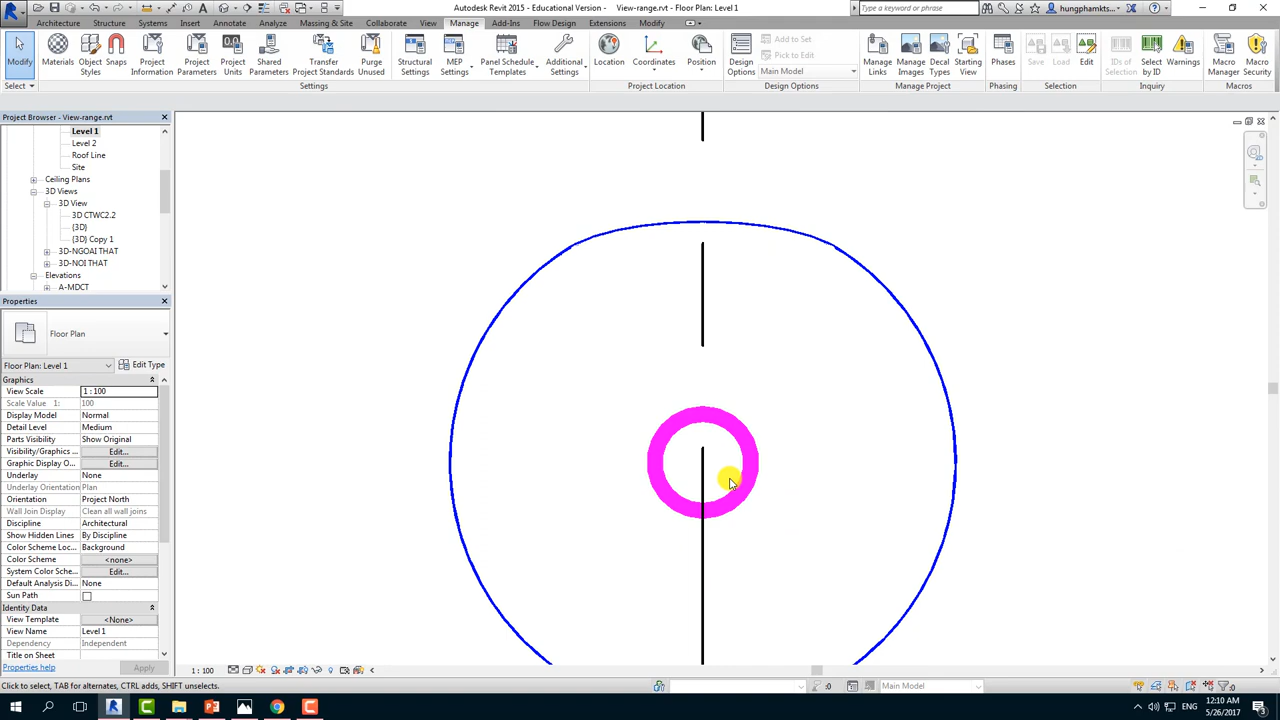 Autodesk Revit 2015 - Educational Version - View-range.rvt - Floor Plan: Level 1
Type a keyword or phrase
hungphamkts...
Architecture Structure Systems Insert Annotate Analyze Massing & Site Collaborate View Manage Add-Ins Flow Design Extensions Modify
Modify
Object Styles
Snaps
Project Information
Project Parameters
Project Units
Shared Parameters
Transfer Project Standards
Purge Unused
Structural Settings
MEP Settings
Panel Schedule Templates
Additional Settings
Location
Coordinates
Position
Design Options
Add to Set
Pick to Edit
Main Model
Manage Links
Manage Images
Decal Types
Starting View
Phases
Save
Load
Edit
IDs of Selection
Select by ID
Warnings
Macro Manager
Macro Security
Select
Settings
Project Location
Design Options
Manage Project
Phasing
Selection
Inquiry
Macros
Project Browser - View-range.rvt
Level 1
Level 2
Roof Line
Site
Ceiling Plans
3D Views
3D View
3D CTWC2.2
{3D}
{3D} Copy 1
3D-NGOAI THAT
3D-NOI THAT
Elevations
A-MDCT
Properties
Floor Plan
Floor Plan: Level 1
Edit Type
Graphics
View Scale 1 : 100
Scale Value 1: 100
Display Model Normal
Detail Level Medium
Parts Visibility Show Original
Visibility/Graphics ... Edit...
Graphic Display O... Edit...
Underlay None
Underlay Orientation Plan
Orientation Project North
Wall Join Display Clean all wall joins
Discipline Architectural
Show Hidden Lines By Discipline
Color Scheme Loc... Background
Color Scheme <none>
System Color Sche... Edit...
Default Analysis Di... None
Sun Path
Identity Data
View Template <None>
View Name Level 1
Dependency Independent
Title on Sheet
Properties help
Apply
1 : 100
Click to select, TAB for alternates, CTRL adds, SHIFT unselects.
:0
Main Model
:0
ENG
12:10 AM
5/26/2017